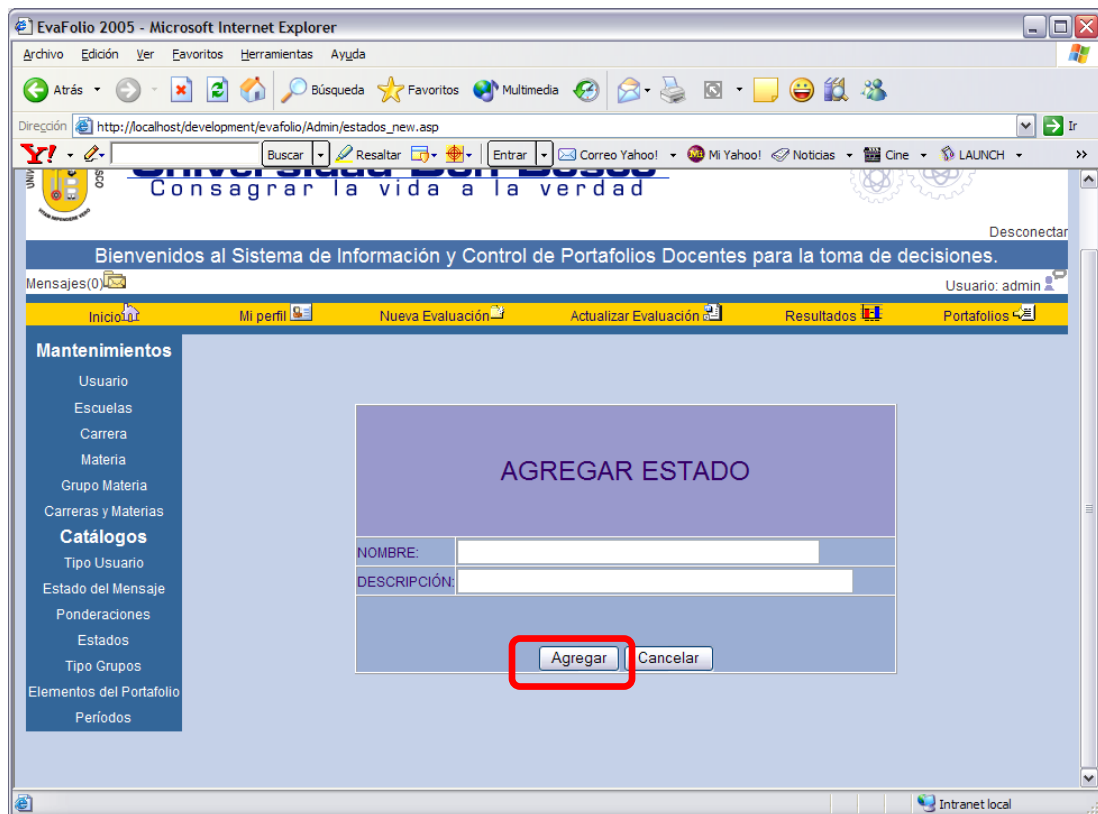 EvaFolio 2005 - Microsoft Internet Explorer
Archivo Edición Ver Favoritos Herramientas Ayuda
Atrás Búsqueda Favoritos Multimedia
Dirección http://localhost/development/evafolio/Admin/estados_new.asp Ir
Y! Buscar Resaltar Entrar Correo Yahoo! Mi Yahoo! Noticias Cine LAUNCH »
Consagrar la vida a la verdad
Desconectar
Bienvenidos al Sistema de Información y Control de Portafolios Docentes para la toma de decisiones.
Mensajes(0) Usuario: admin
Inicio Mi perfil Nueva Evaluación Actualizar Evaluación Resultados Portafolios
Mantenimientos
Usuario
Escuelas
Carrera
Materia
Grupo Materia
Carreras y Materias
Catálogos
Tipo Usuario
Estado del Mensaje
Ponderaciones
Estados
Tipo Grupos
Elementos del Portafolio
Períodos
AGREGAR ESTADO
NOMBRE:
DESCRIPCIÓN:
Agregar Cancelar
Intranet local